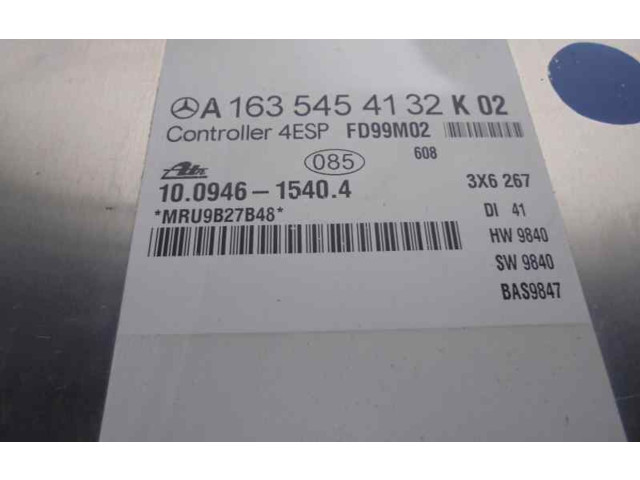 A 163 545 41 32 K 02
Controller 4ESP FD99M02
085 608
Ate
10.0946-1540.4 3X6 267
*MRU9B27B48* DI 41
HW 9840
SW 9840
BAS9847